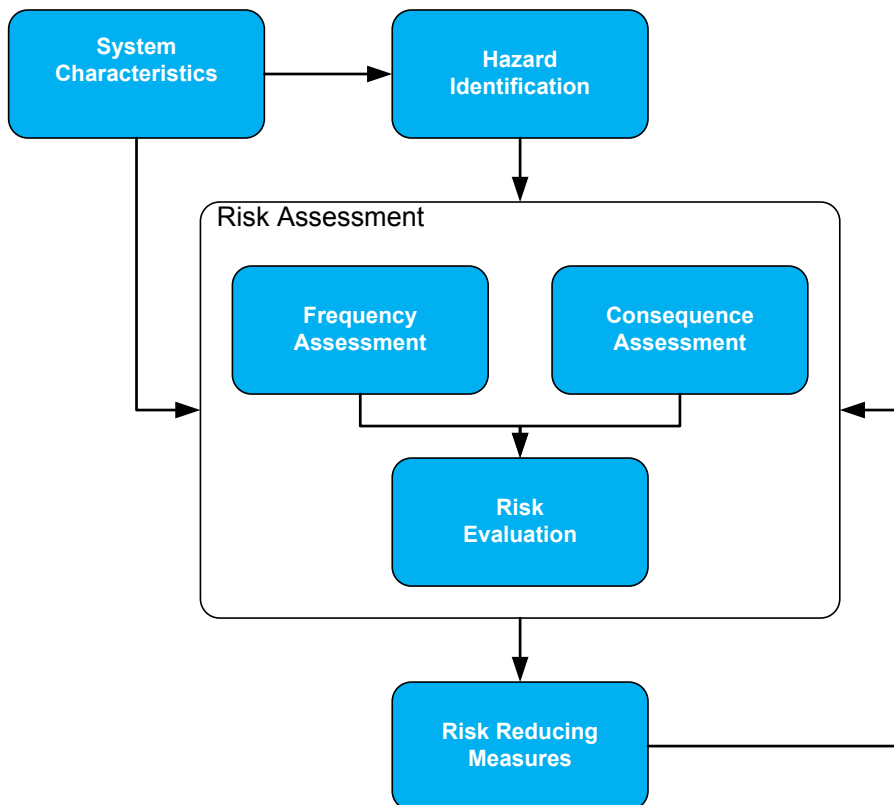 System
Characteristics
Hazard
Identification
Risk Assessment
Frequency
Assessment
Consequence
Assessment
Risk
Evaluation
Risk Reducing
Measures